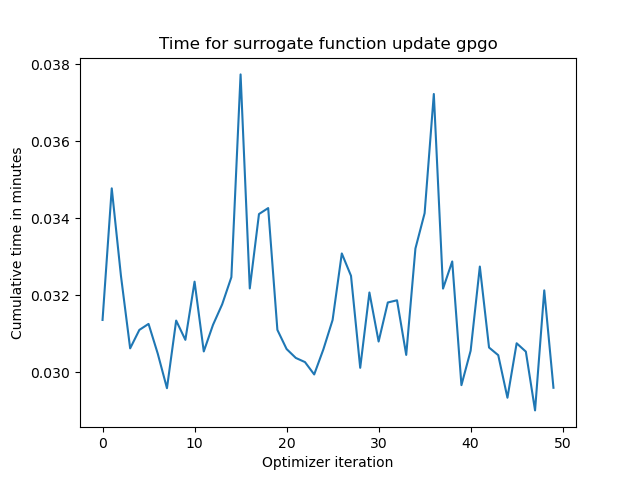 Time for surrogate function update gpgo
0.038
0.036
0.034
0.032
0.030
Cumulative time in minutes
0 10 20 30 40 50
Optimizer iteration